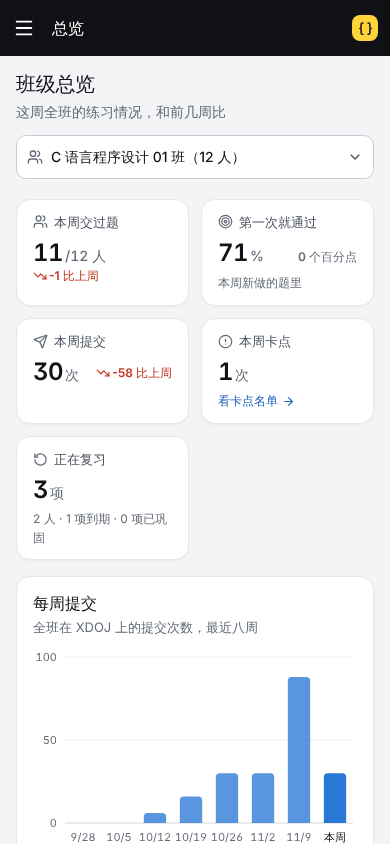 总览
{}
班级总览
这周全班的练习情况，和前几周比
C 语言程序设计 01 班（12 人）
本周交过题
11/12 人
-1 比上周
第一次就通过
71% 0 个百分点
本周新做的题里
本周提交
30次 -58 比上周
本周卡点
1次
看卡点名单 →
正在复习
3项
2 人 · 1 项到期 · 0 项已巩
固
每周提交
全班在 XDOJ 上的提交次数，最近八周
100
50
0
9/28 10/5 10/12 10/19 10/26 11/2 11/9 本周